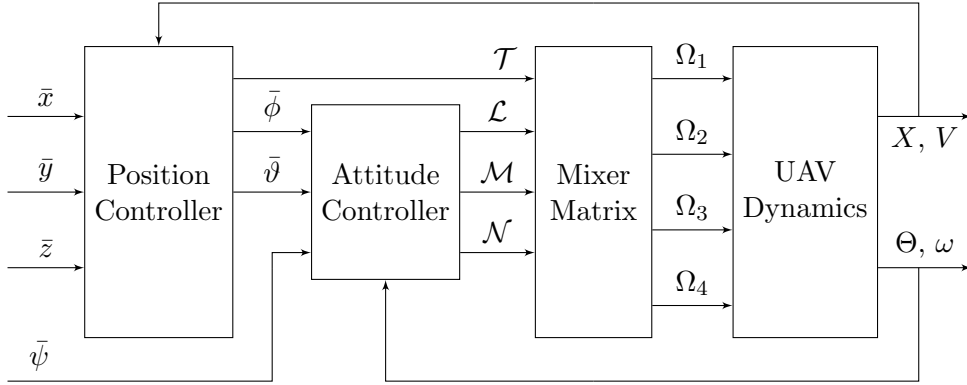 x̄
ȳ
z̄
ψ̄
Position
Controller
ϕ̄
ϑ̄
Attitude
Controller
𝒯
ℒ
ℳ
𝒩
Mixer
Matrix
Ω₁
Ω₂
Ω₃
Ω₄
UAV
Dynamics
X, V
Θ, ω